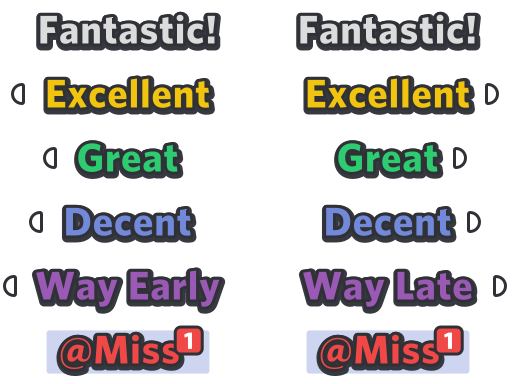 Fantastic! Fantastic!
Excellent Excellent
Great Great
Decent Decent
Way Early Way Late
@Miss 1 @Miss 1